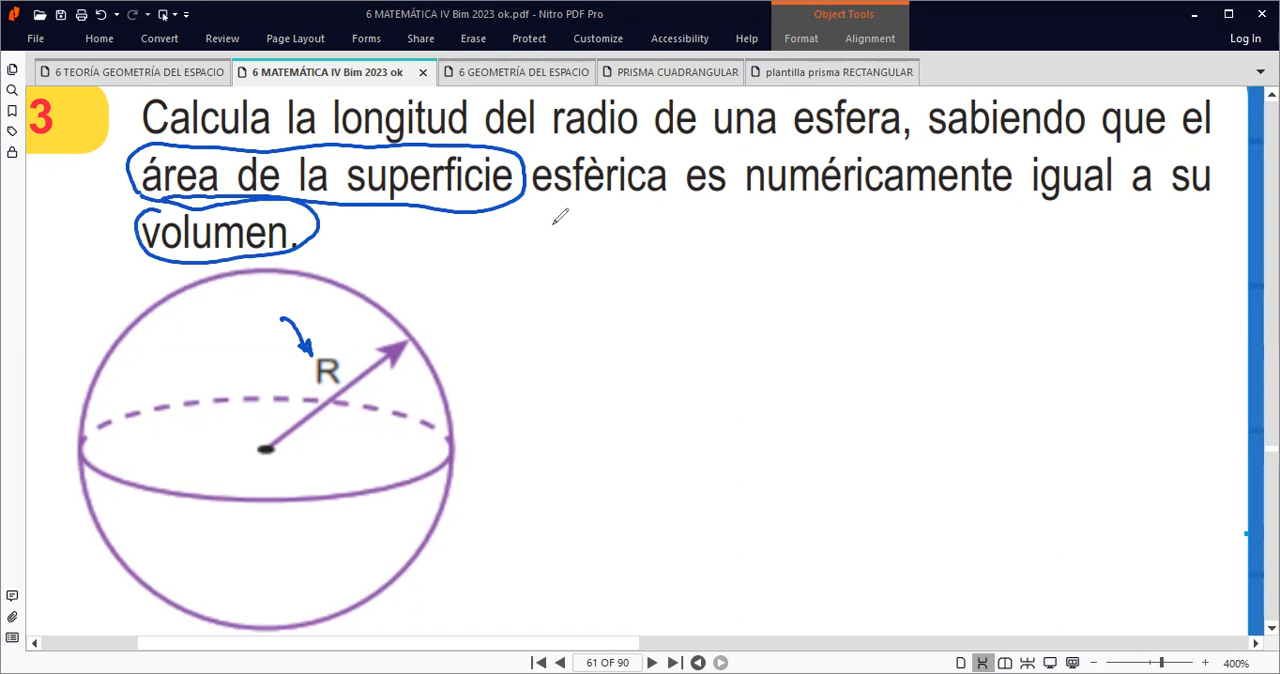 6 MATEMÁTICA IV Bim 2023 ok.pdf - Nitro PDF Pro
Object Tools
File Home Convert Review Page Layout Forms Share Erase Protect Customize Accessibility Help Format Alignment Log In
6 TEORÍA GEOMETRÍA DEL ESPACIO 6 MATEMÁTICA IV Bim 2023 ok 6 GEOMETRÍA DEL ESPACIO PRISMA CUADRANGULAR plantilla prisma RECTANGULAR
3 Calcula la longitud del radio de una esfera, sabiendo que el
área de la superficie esfèrica es numéricamente igual a su
volumen.
R
61 OF 90 400%